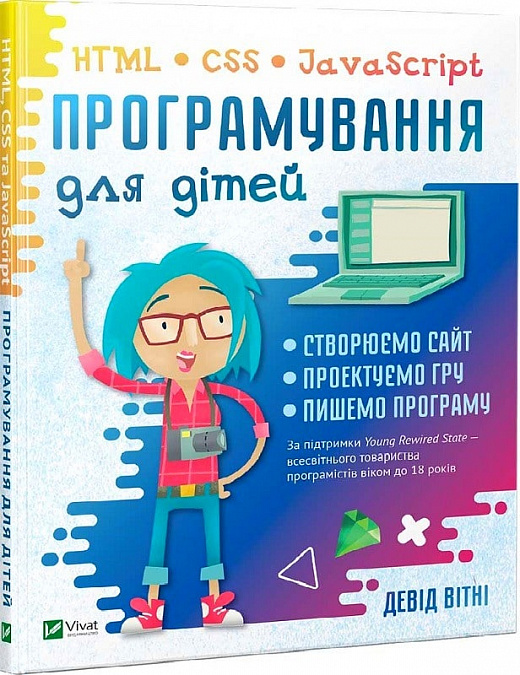 HTML • CSS • JavaScript
ПРОГРАМУВАННЯ
для дітей
• СТВОРЮЄМО САЙТ
• ПРОЕКТУЄМО ГРУ
• ПИШЕМО ПРОГРАМУ
За підтримки Young Rewired State —
всесвітнього товариства
програмістів віком до 18 років
ДЕВІД ВІТНІ
Vivat
HTML, CSS та JavaScript
ПРОГРАМУВАННЯ ДЛЯ ДІТЕЙ